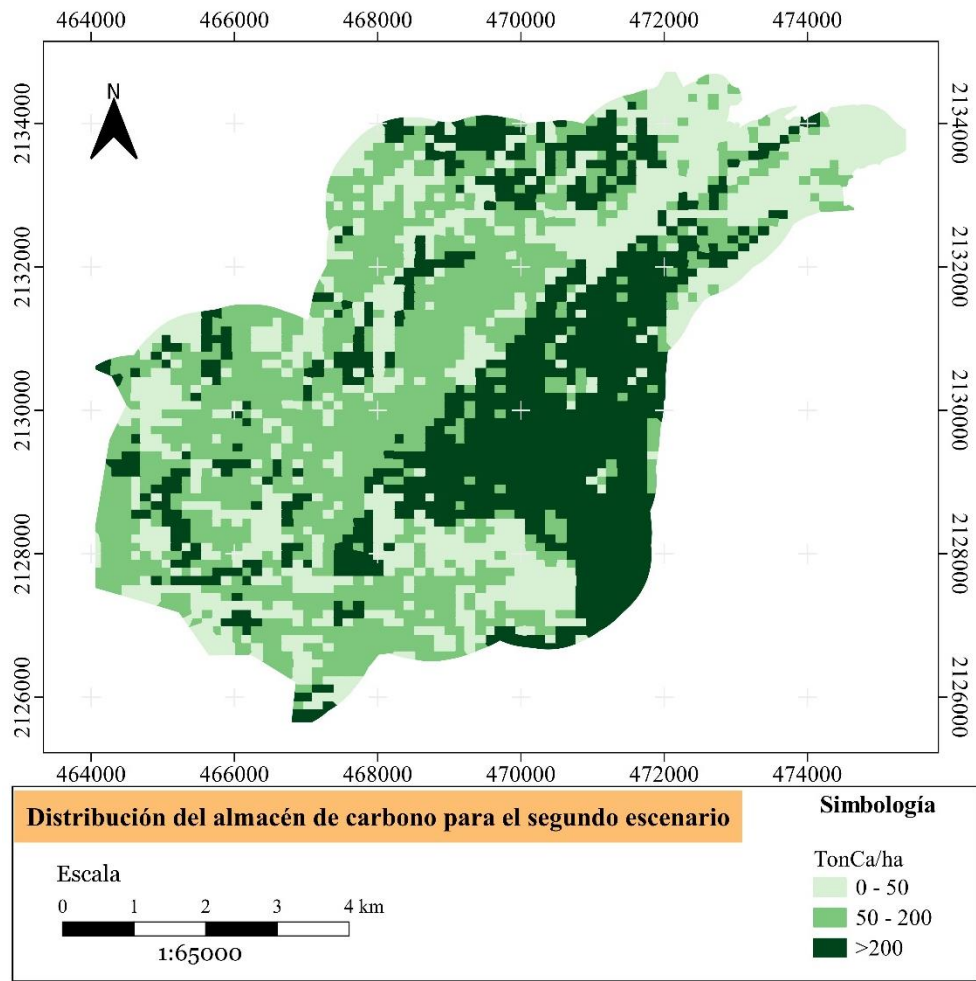 464000 466000 468000 470000 472000 474000
N
2134000 2134000
2132000 2132000
2130000 2130000
2128000 2128000
2126000 2126000
464000 466000 468000 470000 472000 474000
Distribución del almacén de carbono para el segundo escenario
Simbología
Escala
TonCa/ha
0 1 2 3 4 km
0 - 50
50 - 200
1:65000
>200